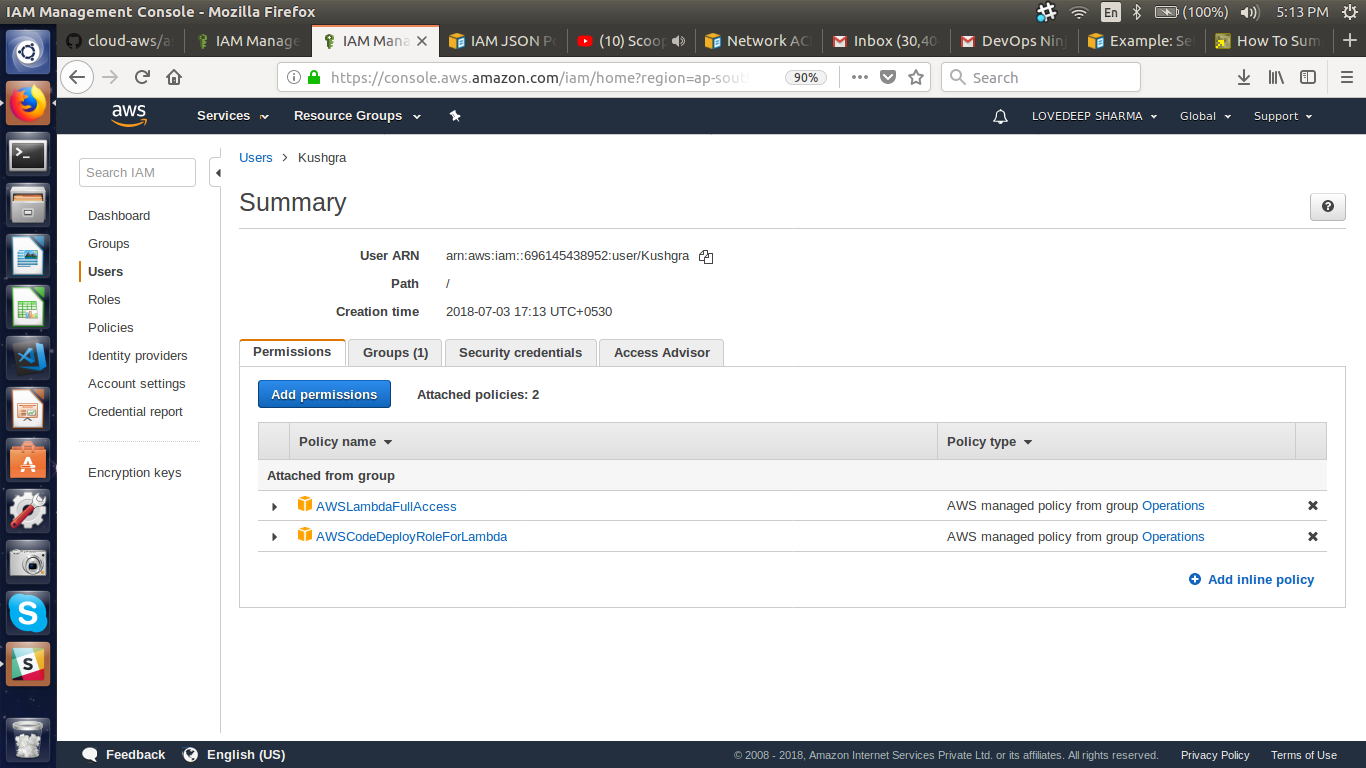 IAM Management Console - Mozilla Firefox
En
(100%)
5:13 PM
cloud-aws/a
IAM Manage
IAM Mana
IAM JSON Po
(10) Scoop
Network AC
Inbox (30,40
DevOps Nin
Example: Se
How To Sum
https://console.aws.amazon.com/iam/home?region=ap-sout
90%
Search
aws
Services
Resource Groups
LOVEDEEP SHARMA
Global
Support
Search IAM
Dashboard
Groups
Users
Roles
Policies
Identity providers
Account settings
Credential report
Encryption keys
Users > Kushgra
Summary
User ARN arn:aws:iam::696145438952:user/Kushgra
Path /
Creation time 2018-07-03 17:13 UTC+0530
Permissions
Groups (1)
Security credentials
Access Advisor
Add permissions
Attached policies: 2
Policy name
Policy type
Attached from group
AWSLambdaFullAccess AWS managed policy from group Operations
AWSCodeDeployRoleForLambda AWS managed policy from group Operations
Add inline policy
Feedback
English (US)
© 2008 - 2018, Amazon Internet Services Private Ltd. or its affiliates. All rights reserved.
Privacy Policy
Terms of Use